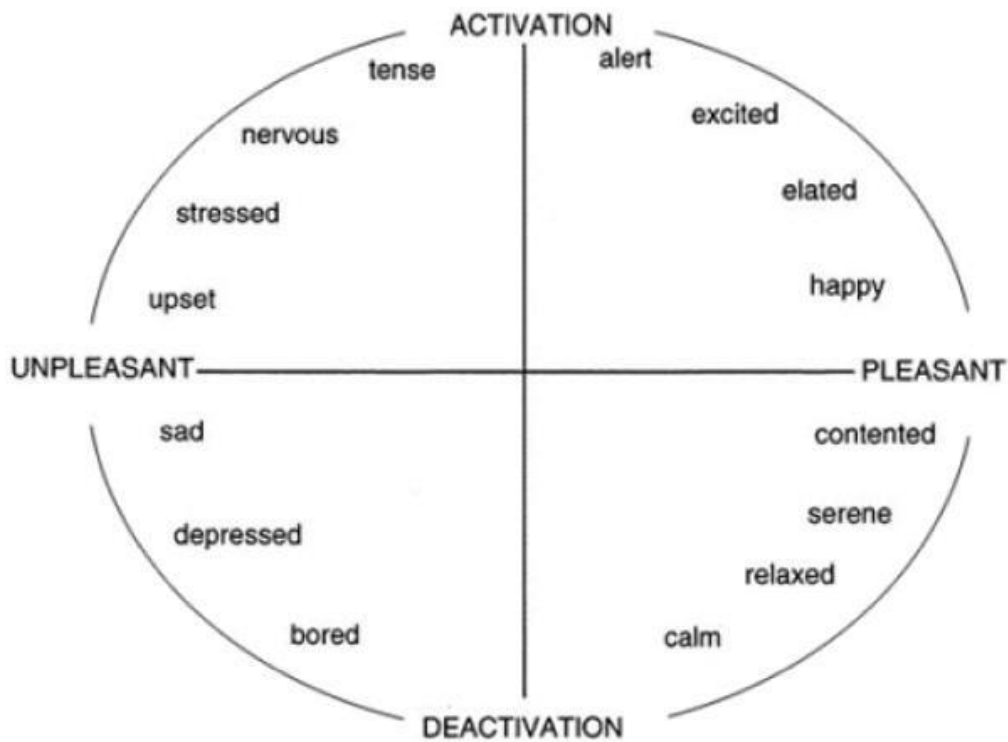 ACTIVATION
tense
alert
nervous
excited
stressed
elated
upset
happy
UNPLEASANT
PLEASANT
sad
contented
depressed
serene
relaxed
bored
calm
DEACTIVATION